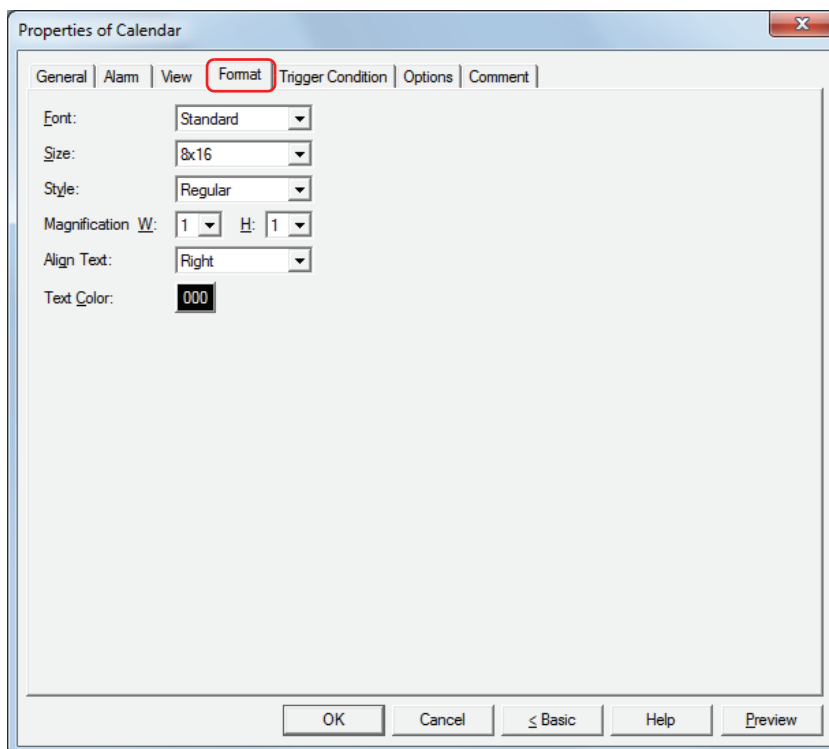 Properties of Calendar
General Alarm View Format Trigger Condition Options Comment
Font: Standard
Size: 8x16
Style: Regular
Magnification W: 1 H: 1
Align Text: Right
Text Color: 000
OK Cancel < Basic Help Preview